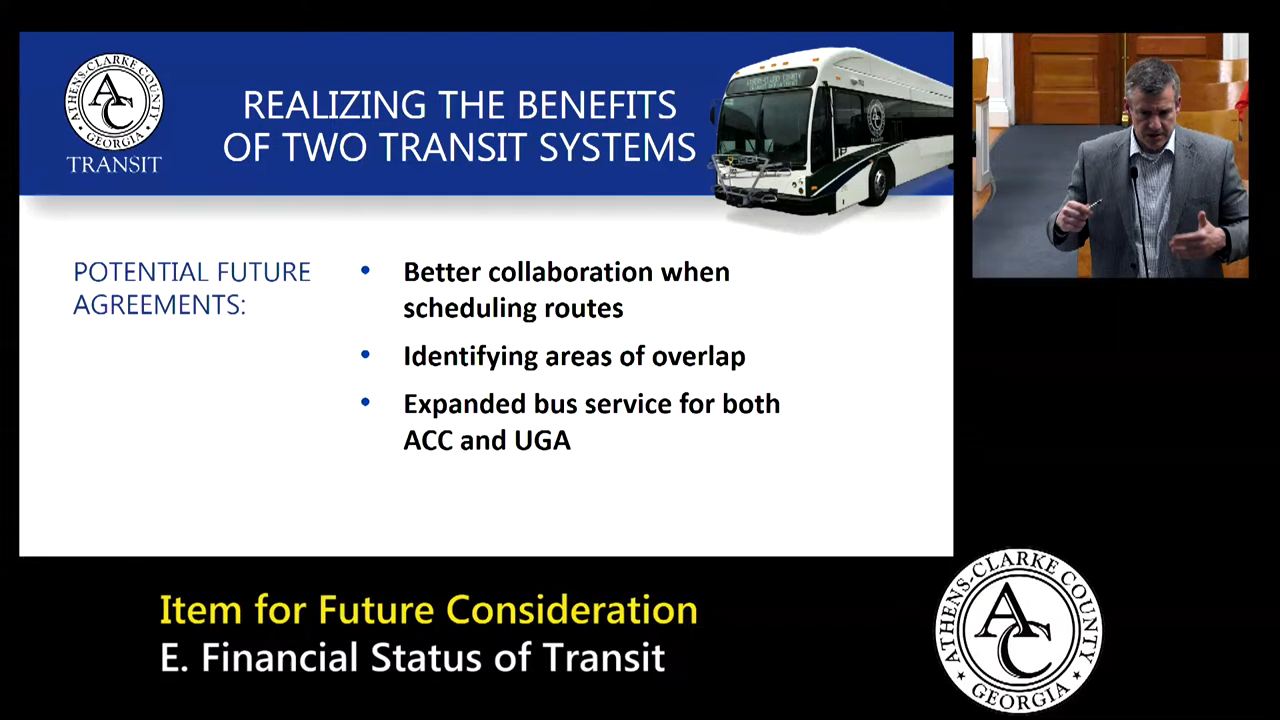 ATHENS-CLARKE COUNTY
AC
GEORGIA
TRANSIT
REALIZING THE BENEFITS
OF TWO TRANSIT SYSTEMS
POTENTIAL FUTURE
AGREEMENTS:
• Better collaboration when
scheduling routes
• Identifying areas of overlap
• Expanded bus service for both
ACC and UGA
Item for Future Consideration
E. Financial Status of Transit
ATHENS-CLARKE COUNTY
AC
GEORGIA